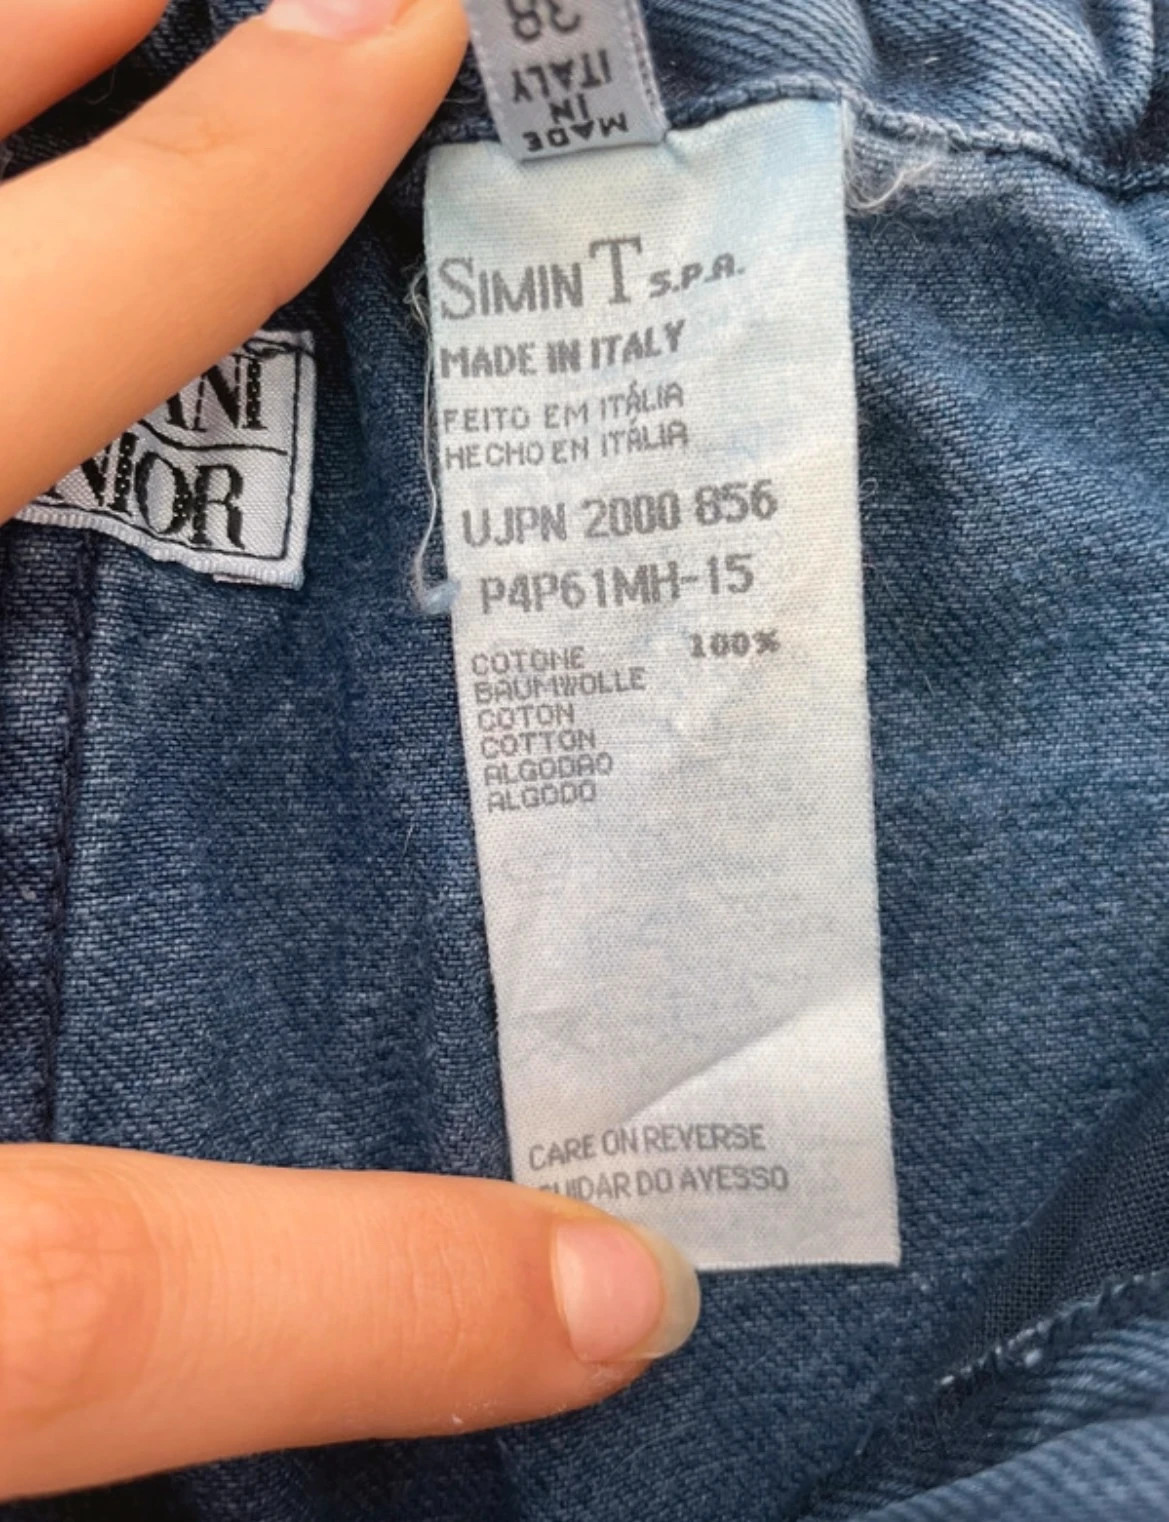 38
MADE
IN
ITALY
SIMINT S.P.A.
MADE IN ITALY
FEITO EM ITÁLIA
HECHO EN ITÁLIA
UJPN 2000 856
P4P61MH-15
COTONE 100%
BAUMWOLLE
COTON
COTTON
ALGODAO
ALGODO
CARE ON REVERSE
CUIDAR DO AVESSO